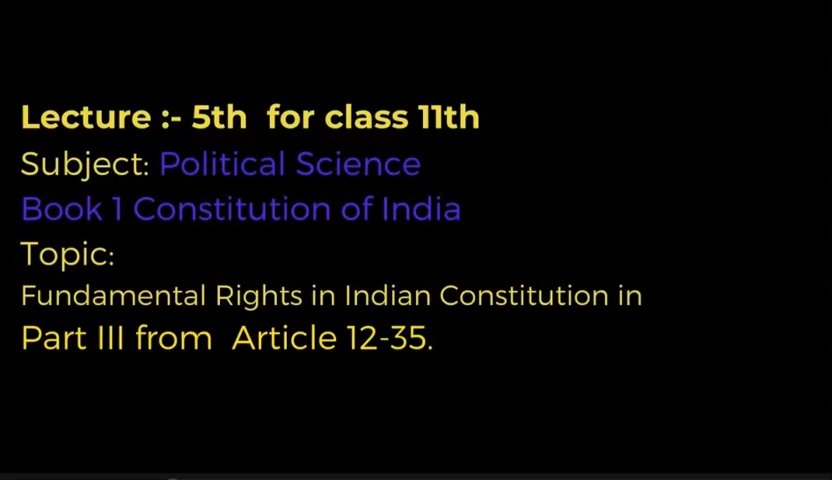 Lecture :- 5th for class 11th
Subject: Political Science
Book 1 Constitution of India
Topic:
Fundamental Rights in Indian Constitution in
Part III from Article 12-35.